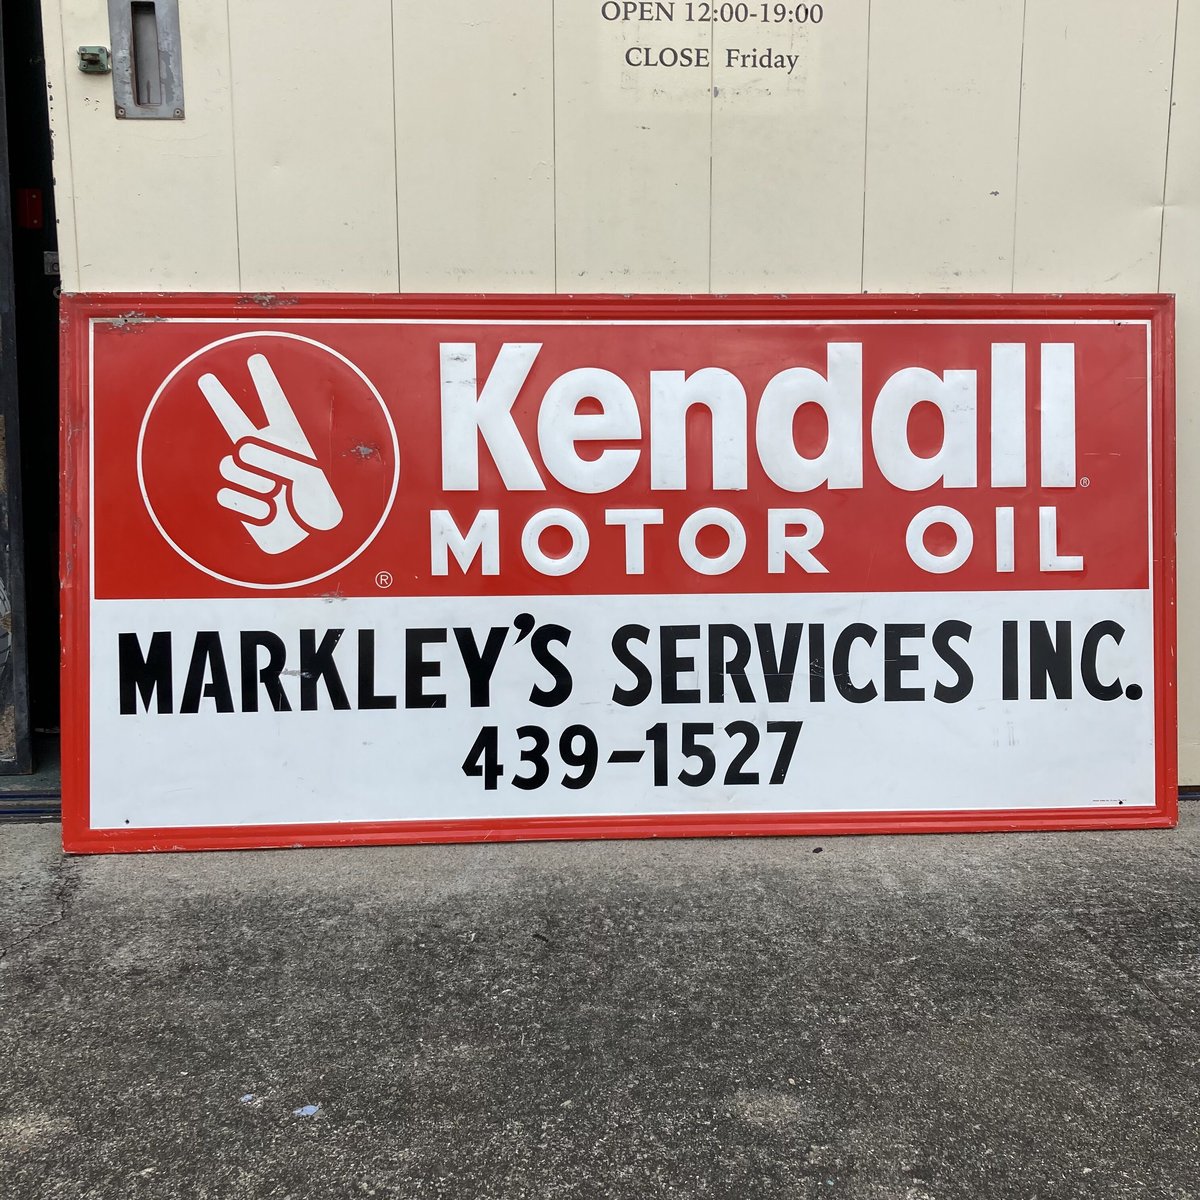 OPEN 12:00-19:00
CLOSE Friday
Kendall®
MOTOR OIL
®
MARKLEY'S SERVICES INC.
439-1527